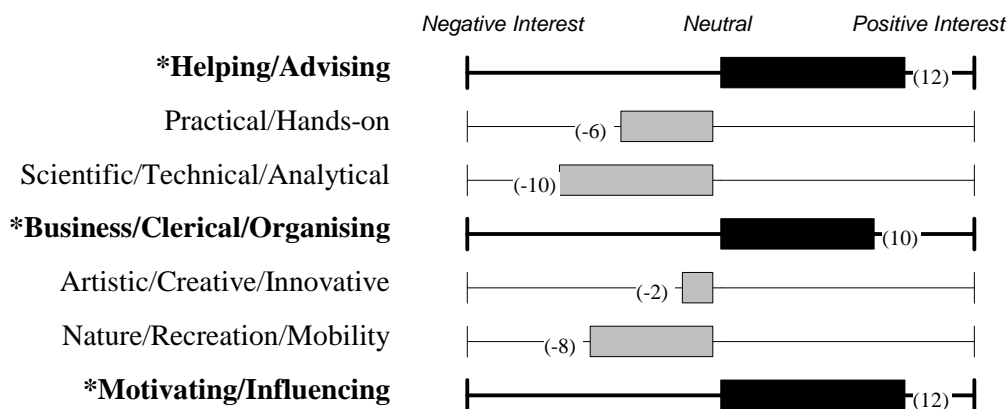 Negative Interest Neutral Positive Interest
*Helping/Advising (12)
Practical/Hands-on (-6)
Scientific/Technical/Analytical (-10)
*Business/Clerical/Organising (10)
Artistic/Creative/Innovative (-2)
Nature/Recreation/Mobility (-8)
*Motivating/Influencing (12)